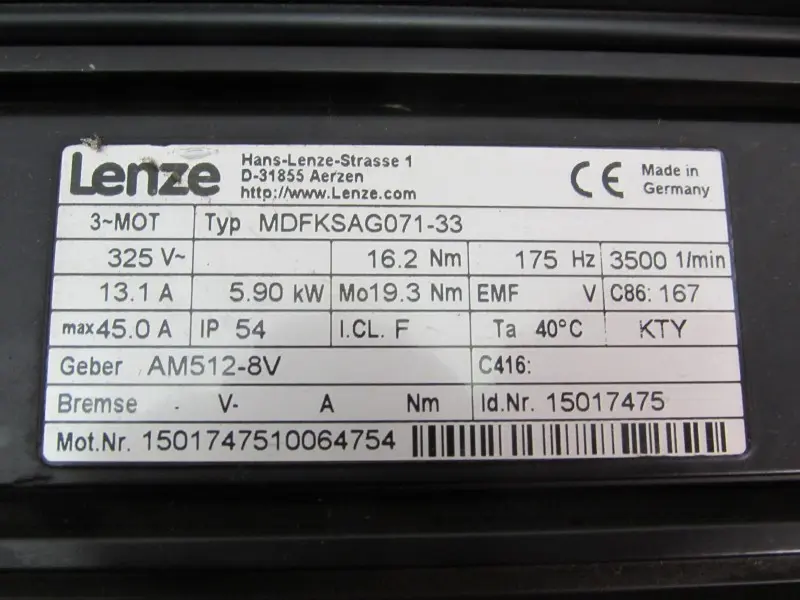 Lenze
Hans-Lenze-Strasse 1
D-31855 Aerzen
http://www.Lenze.com
CE
Made in
Germany
3~MOT Typ MDFKSAG071-33
325 V~ 16.2 Nm 175 Hz 3500 1/min
13.1 A 5.90 kW Mo19.3 Nm EMF V C86: 167
max45.0 A IP 54 I.CL. F Ta 40°C KTY
Geber AM512-8V C416:
Bremse . V- A Nm Id.Nr. 15017475
Mot.Nr. 1501747510064754